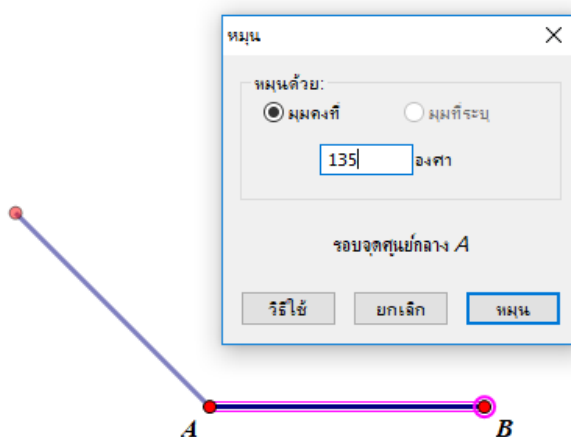 หมุน
หมุนด้วย:
มุมคงที่ มุมที่ระบุ
135 องศา
รอบจุดศูนย์กลาง A
วิธีใช้ ยกเลิก หมุน
A B